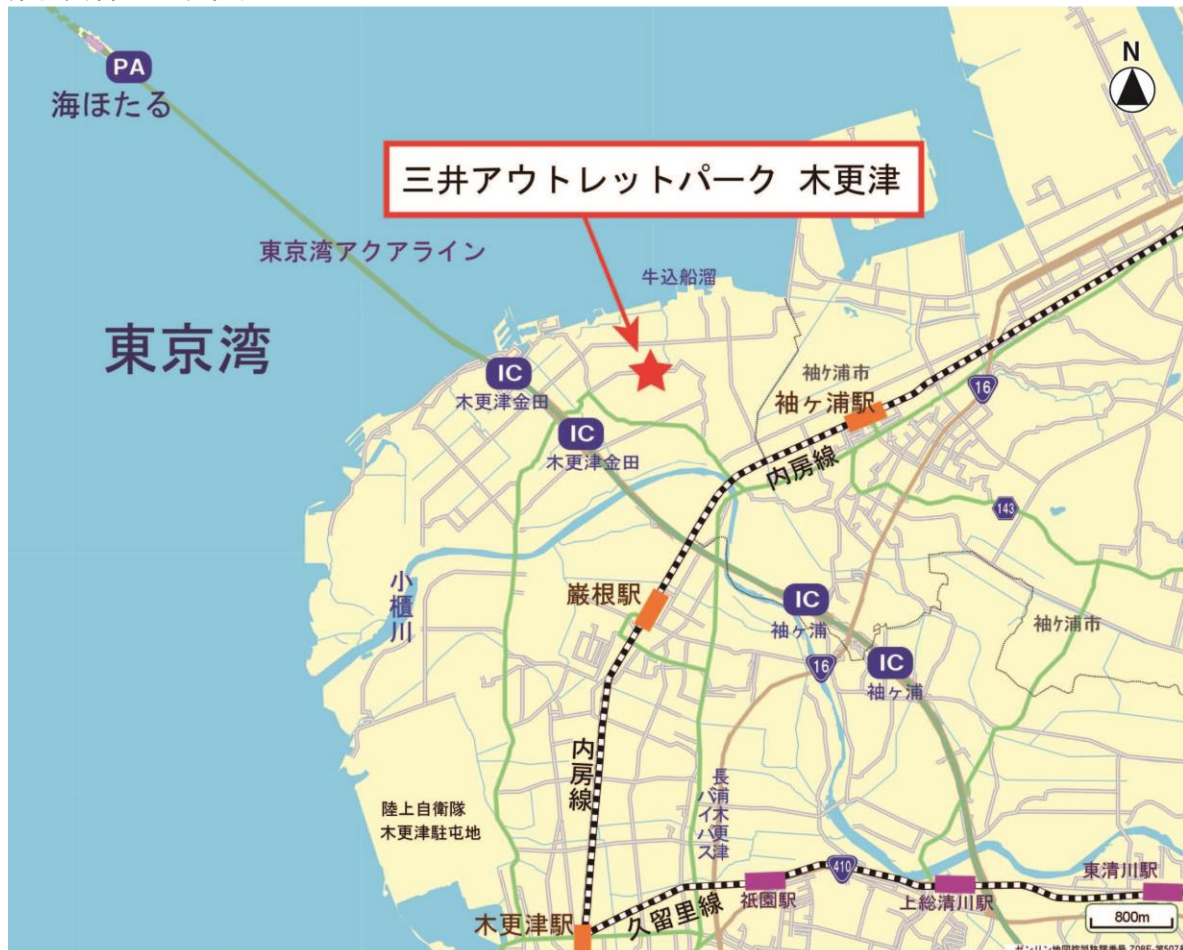 PA
海ほたる
N
三井アウトレットパーク 木更津
東京湾アクアライン
牛込船溜
東京湾
IC
木更津金田
IC
木更津金田
袖ケ浦市
袖ヶ浦駅
16
内房線
143
小櫃川
巌根駅
IC
袖ヶ浦
16
IC
袖ヶ浦
袖ケ浦市
内房線
陸上自衛隊
木更津駐屯地
長浦木更津
バイパス
410
祇園駅
上総清川駅
東清川駅
木更津駅
久留里線
800m